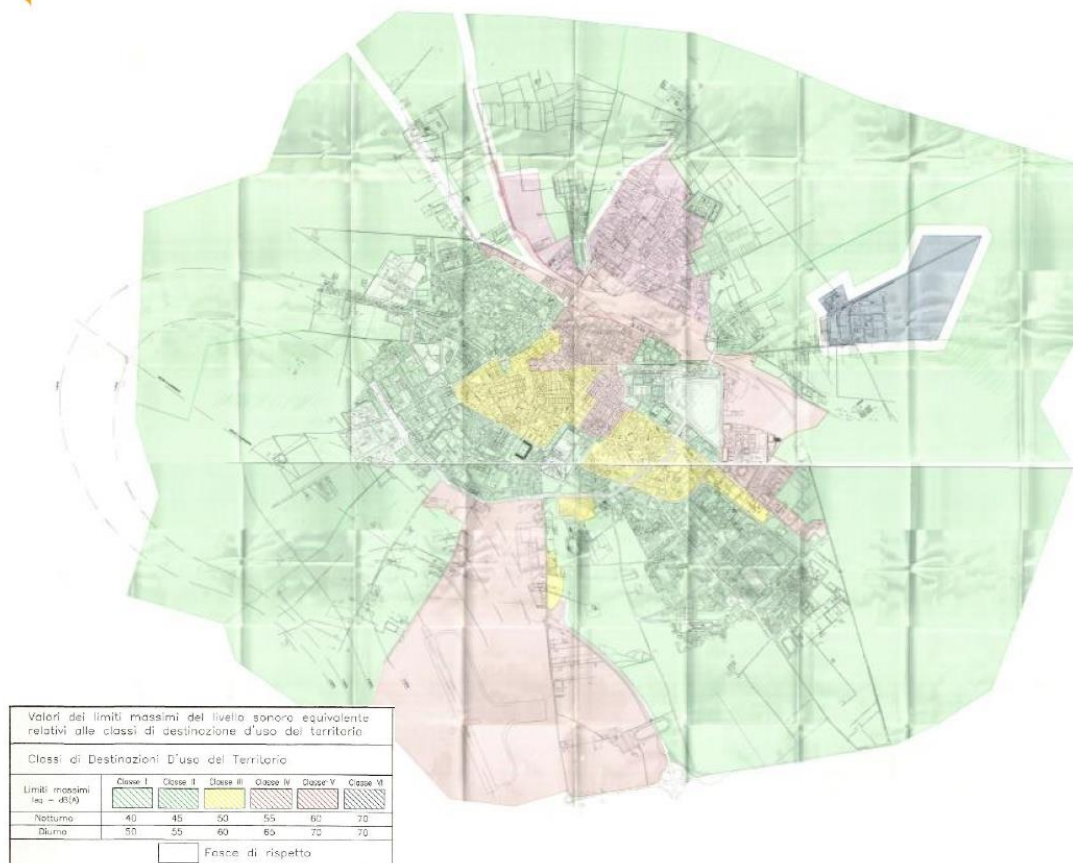 Valori dei limiti massimi del livello sonoro equivalente
relativi alle classi di destinazione d'uso del territorio
Classi di Destinazioni D'uso del Territorio
Limiti massimi Classe I Classe II Classe III Classe IV Classe V Classe VI
leq - dB(A)
Notturno 40 45 50 55 60 70
Diurno 50 55 60 65 70 70
Fasce di rispetto